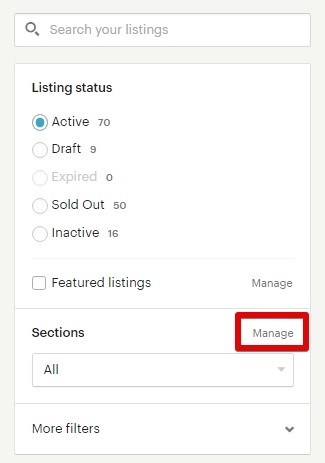 Search your listings
Listing status
Active 70
Draft 9
Expired 0
Sold Out 50
Inactive 16
Featured listings Manage
Sections Manage
All
More filters